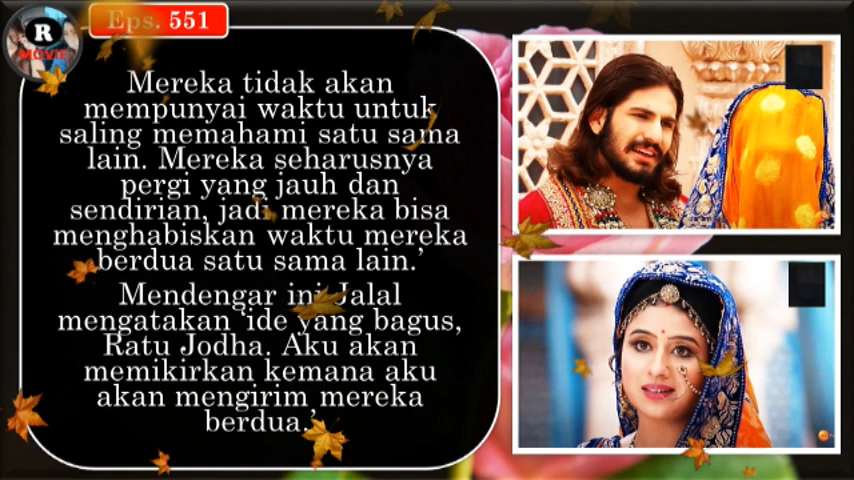 R
MOVIE
Eps. 551
Mereka tidak akan
mempunyai waktu untuk
saling memahami satu sama
lain. Mereka seharusnya
pergi yang jauh dan
sendirian, jadi mereka bisa
menghabiskan waktu mereka
berdua satu sama lain.’
Mendengar ini Jalal
mengatakan ‘ide yang bagus,
Ratu Jodha. Aku akan
memikirkan kemana aku
akan mengirim mereka
berdua.’